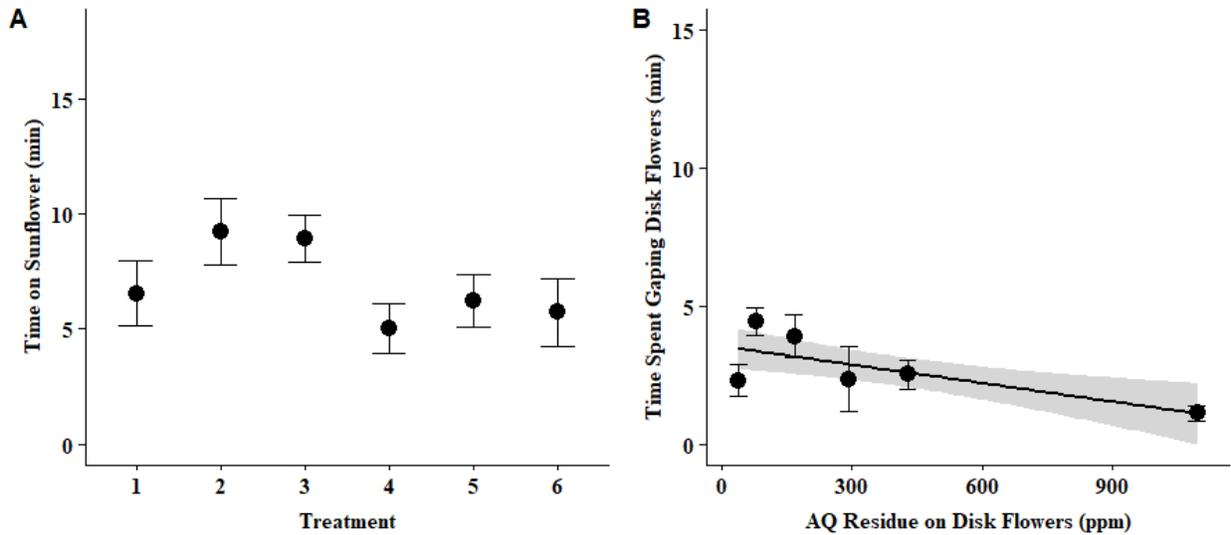 A
Time on Sunflower (min)
15
10
5
0
1 2 3 4 5 6
Treatment
B
Time Spent Gaping Disk Flowers (min)
15
10
5
0
0 300 600 900
AQ Residue on Disk Flowers (ppm)